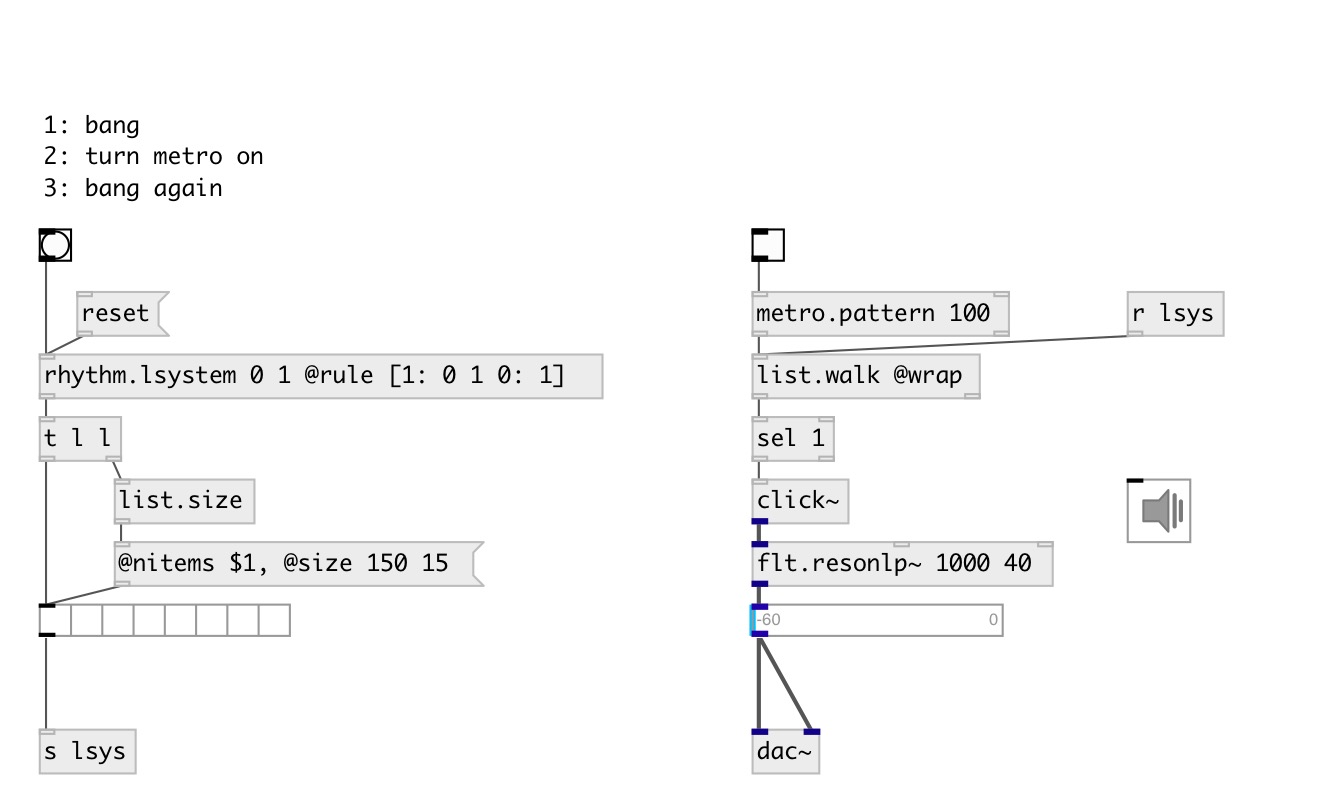 1: bang
2: turn metro on
3: bang again
reset
rhythm.lsystem 0 1 @rule [1: 0 1 0: 1]
t l l
list.size
@nitems $1, @size 150 15
s lsys
metro.pattern 100
r lsys
list.walk @wrap
sel 1
click~
flt.resonlp~ 1000 40
-60 0
dac~